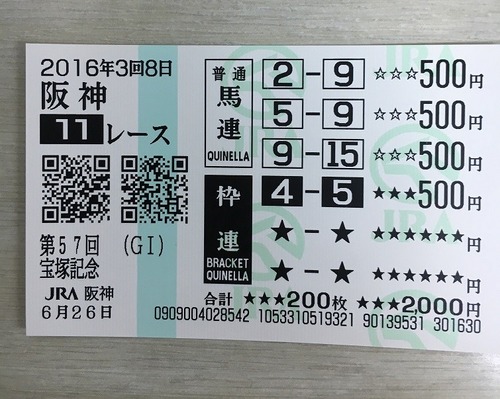 2016年3回8日
阪神
11レース
第57回 (GI)
宝塚記念
JRA 阪神
6月26日
普通
馬連
QUINELLA
2-9 ☆☆☆500円
5-9 ☆☆☆500円
9-15 ☆☆☆500円
枠連
BRACKET
QUINELLA
4-5 ★★★500円
★-★ ★★★★★★円
★-★ ★★★★★★円
合計 ★★★200枚 ★★★2,000円
0909004028542 1053310519321 90139531 301630
JRA
JRA